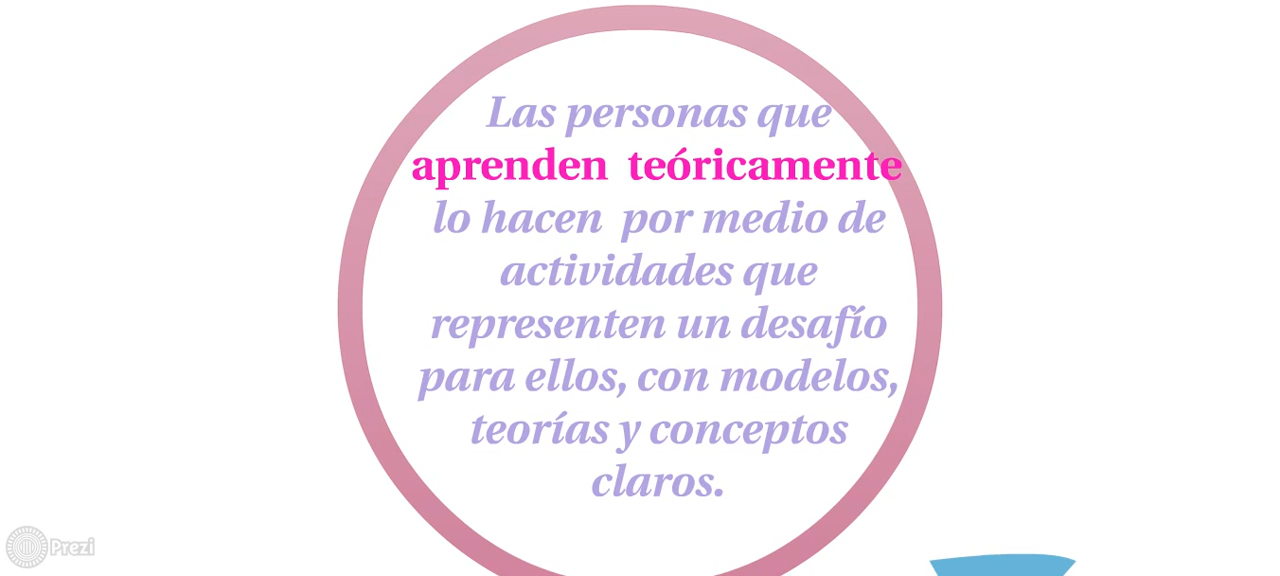 Las personas que
aprenden teóricamente
lo hacen por medio de
actividades que
representen un desafío
para ellos, con modelos,
teorías y conceptos
claros.
Prezi